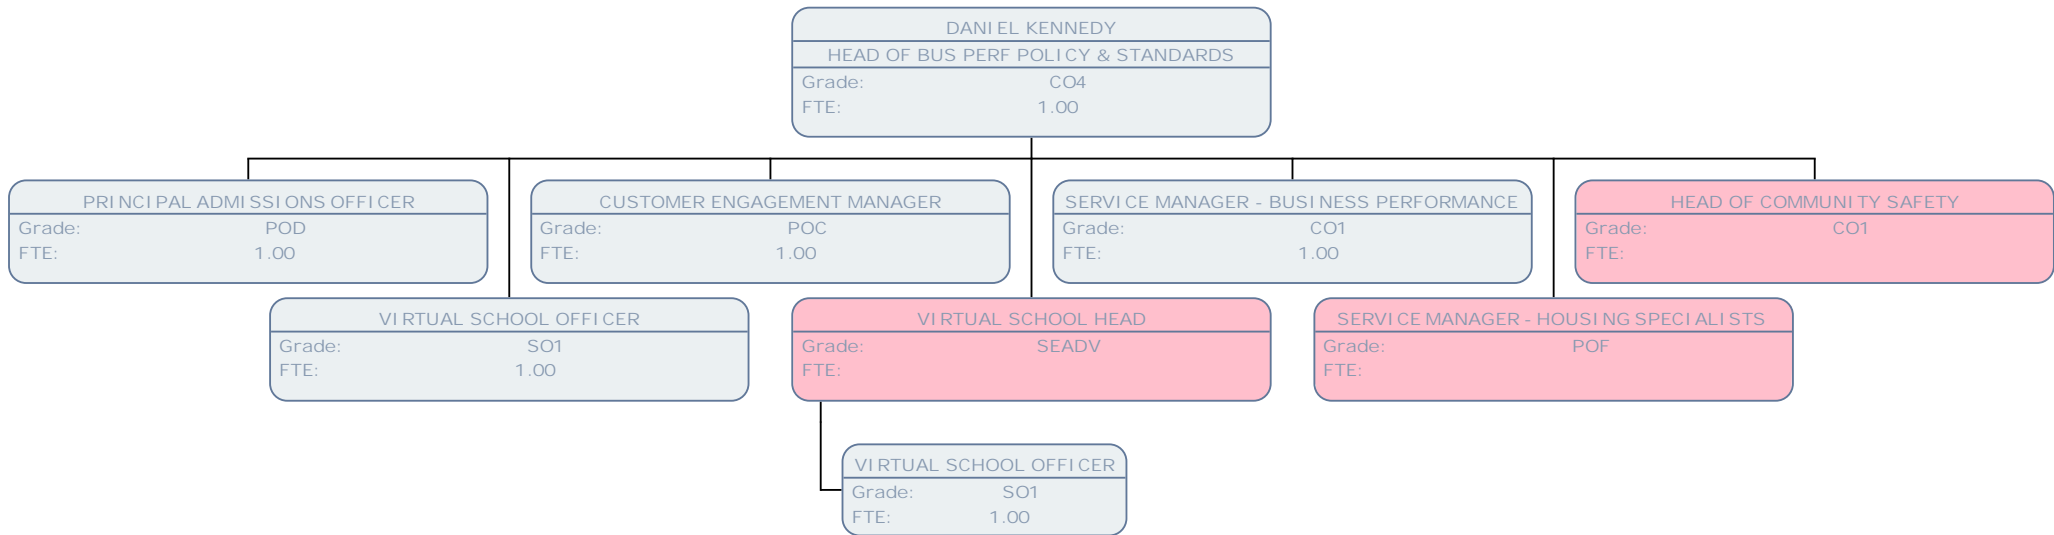 DANIEL KENNEDY
HEAD OF BUS PERF POLICY & STANDARDS
Grade: CO4
FTE: 1.00
PRINCIPAL ADMISSIONS OFFICER
Grade: POD
FTE: 1.00
CUSTOMER ENGAGEMENT MANAGER
Grade: POC
FTE: 1.00
SERVICE MANAGER - BUSINESS PERFORMANCE
Grade: CO1
FTE: 1.00
HEAD OF COMMUNITY SAFETY
Grade: CO1
FTE:
VIRTUAL SCHOOL OFFICER
Grade: SO1
FTE: 1.00
VIRTUAL SCHOOL HEAD
Grade: SEADV
FTE:
SERVICE MANAGER - HOUSING SPECIALISTS
Grade: POF
FTE:
VIRTUAL SCHOOL OFFICER
Grade: SO1
FTE: 1.00